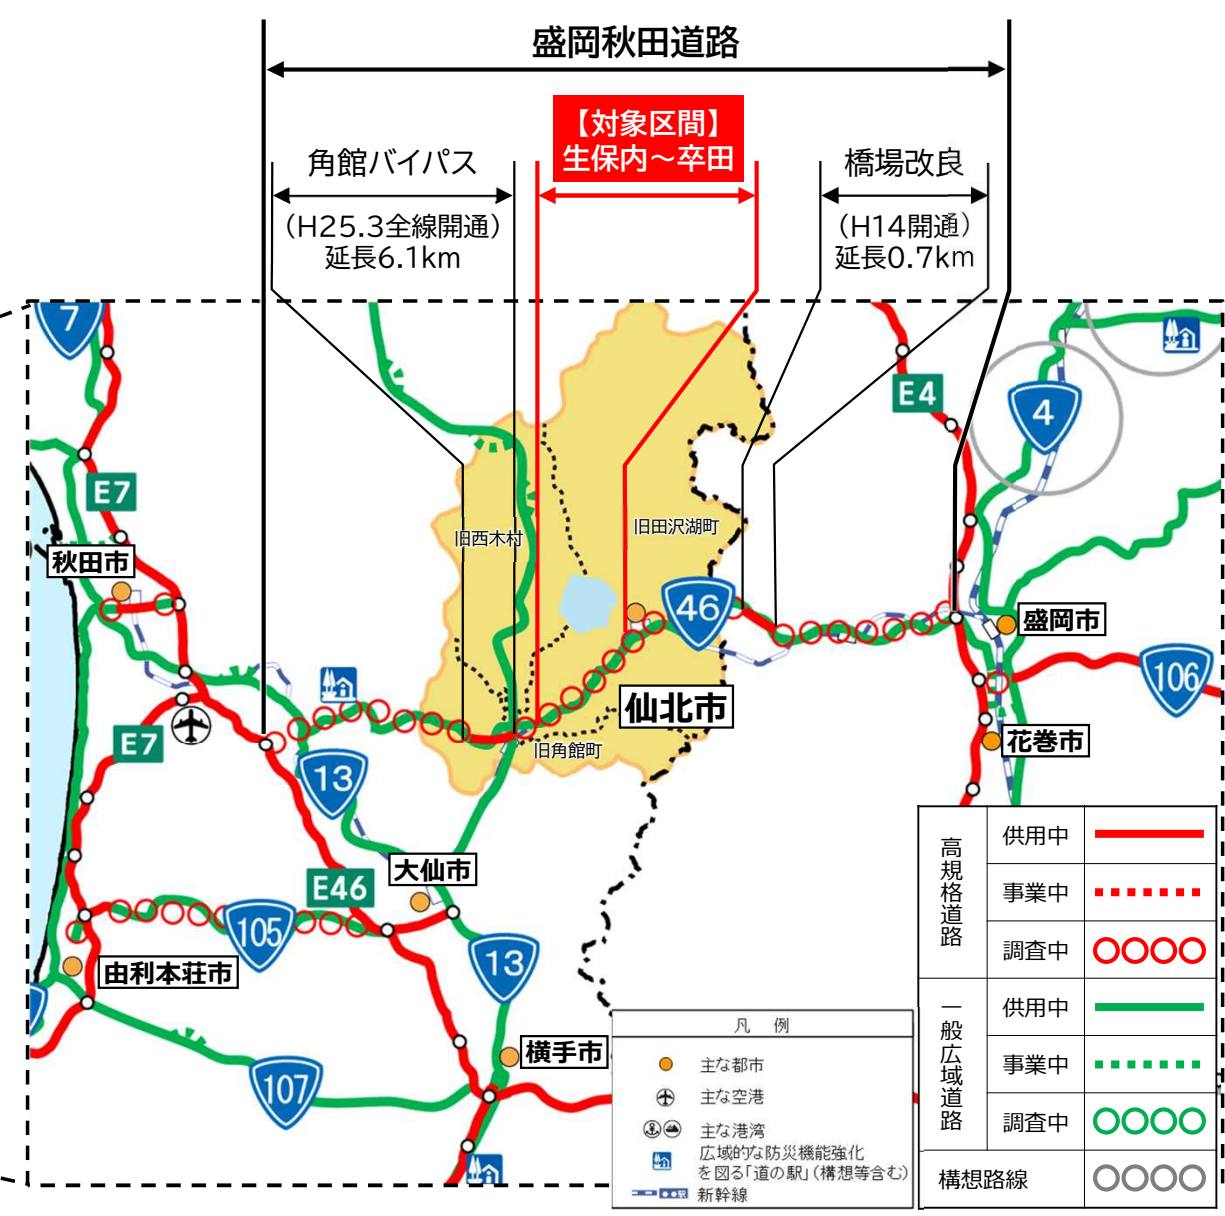 盛岡秋田道路
【対象区間】
生保内～卒田
角館バイパス
(H25.3全線開通)
延長6.1km
橋場改良
(H14開通)
延長0.7km
7
E4
4
E7
秋田市
旧西木村
旧田沢湖町
46
盛岡市
106
仙北市
E7
旧角館町
花巻市
13
大仙市
E46
105
13
由利本荘市
横手市
107
凡 例
主な都市
主な空港
主な港湾
広域的な防災機能強化
を図る「道の駅」(構想等含む)
新幹線
高規格道路
供用中
事業中
調査中
一般広域道路
供用中
事業中
調査中
構想路線